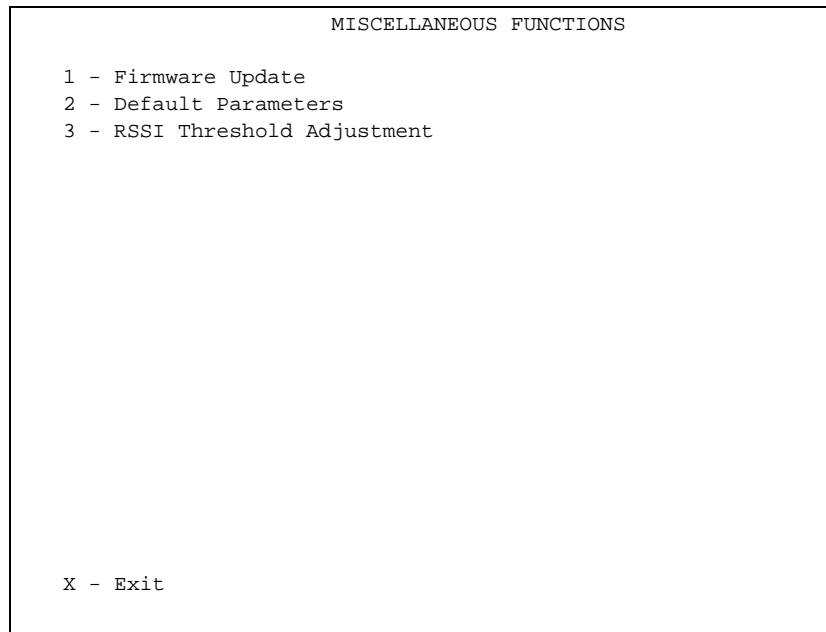 MISCELLANEOUS FUNCTIONS
1 - Firmware Update
2 - Default Parameters
3 - RSSI Threshold Adjustment
X - Exit